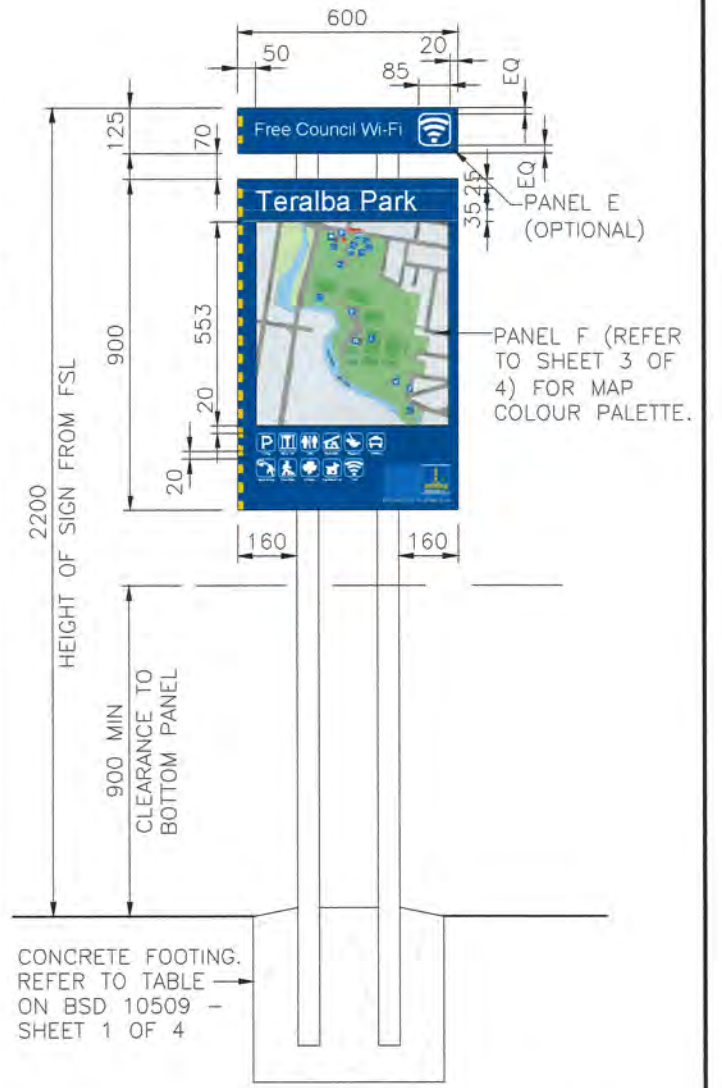 600
50
20
85
EQ
125
70
Free Council Wi-Fi
EQ
25
35
PANEL E
(OPTIONAL)
Teralba Park
900
553
PANEL F (REFER
TO SHEET 3 OF
4) FOR MAP
COLOUR PALETTE.
20
20
P
160
160
2200
HEIGHT OF SIGN FROM FSL
900 MIN
CLEARANCE TO
BOTTOM PANEL
CONCRETE FOOTING.
REFER TO TABLE
ON BSD 10509 –
SHEET 1 OF 4